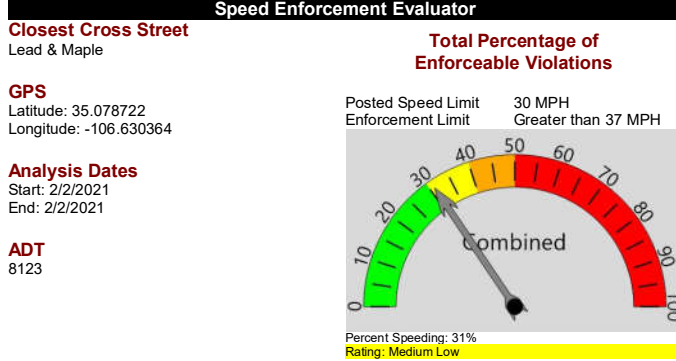 Speed Enforcement Evaluator
Closest Cross Street
Lead & Maple
GPS
Latitude: 35.078722
Longitude: -106.630364
Analysis Dates
Start: 2/2/2021
End: 2/2/2021
ADT
8123
Total Percentage of
Enforceable Violations
Posted Speed Limit 30 MPH
Enforcement Limit Greater than 37 MPH
0
10
20
30
40
50
60
70
80
90
100
Combined
Percent Speeding: 31%
Rating: Medium Low